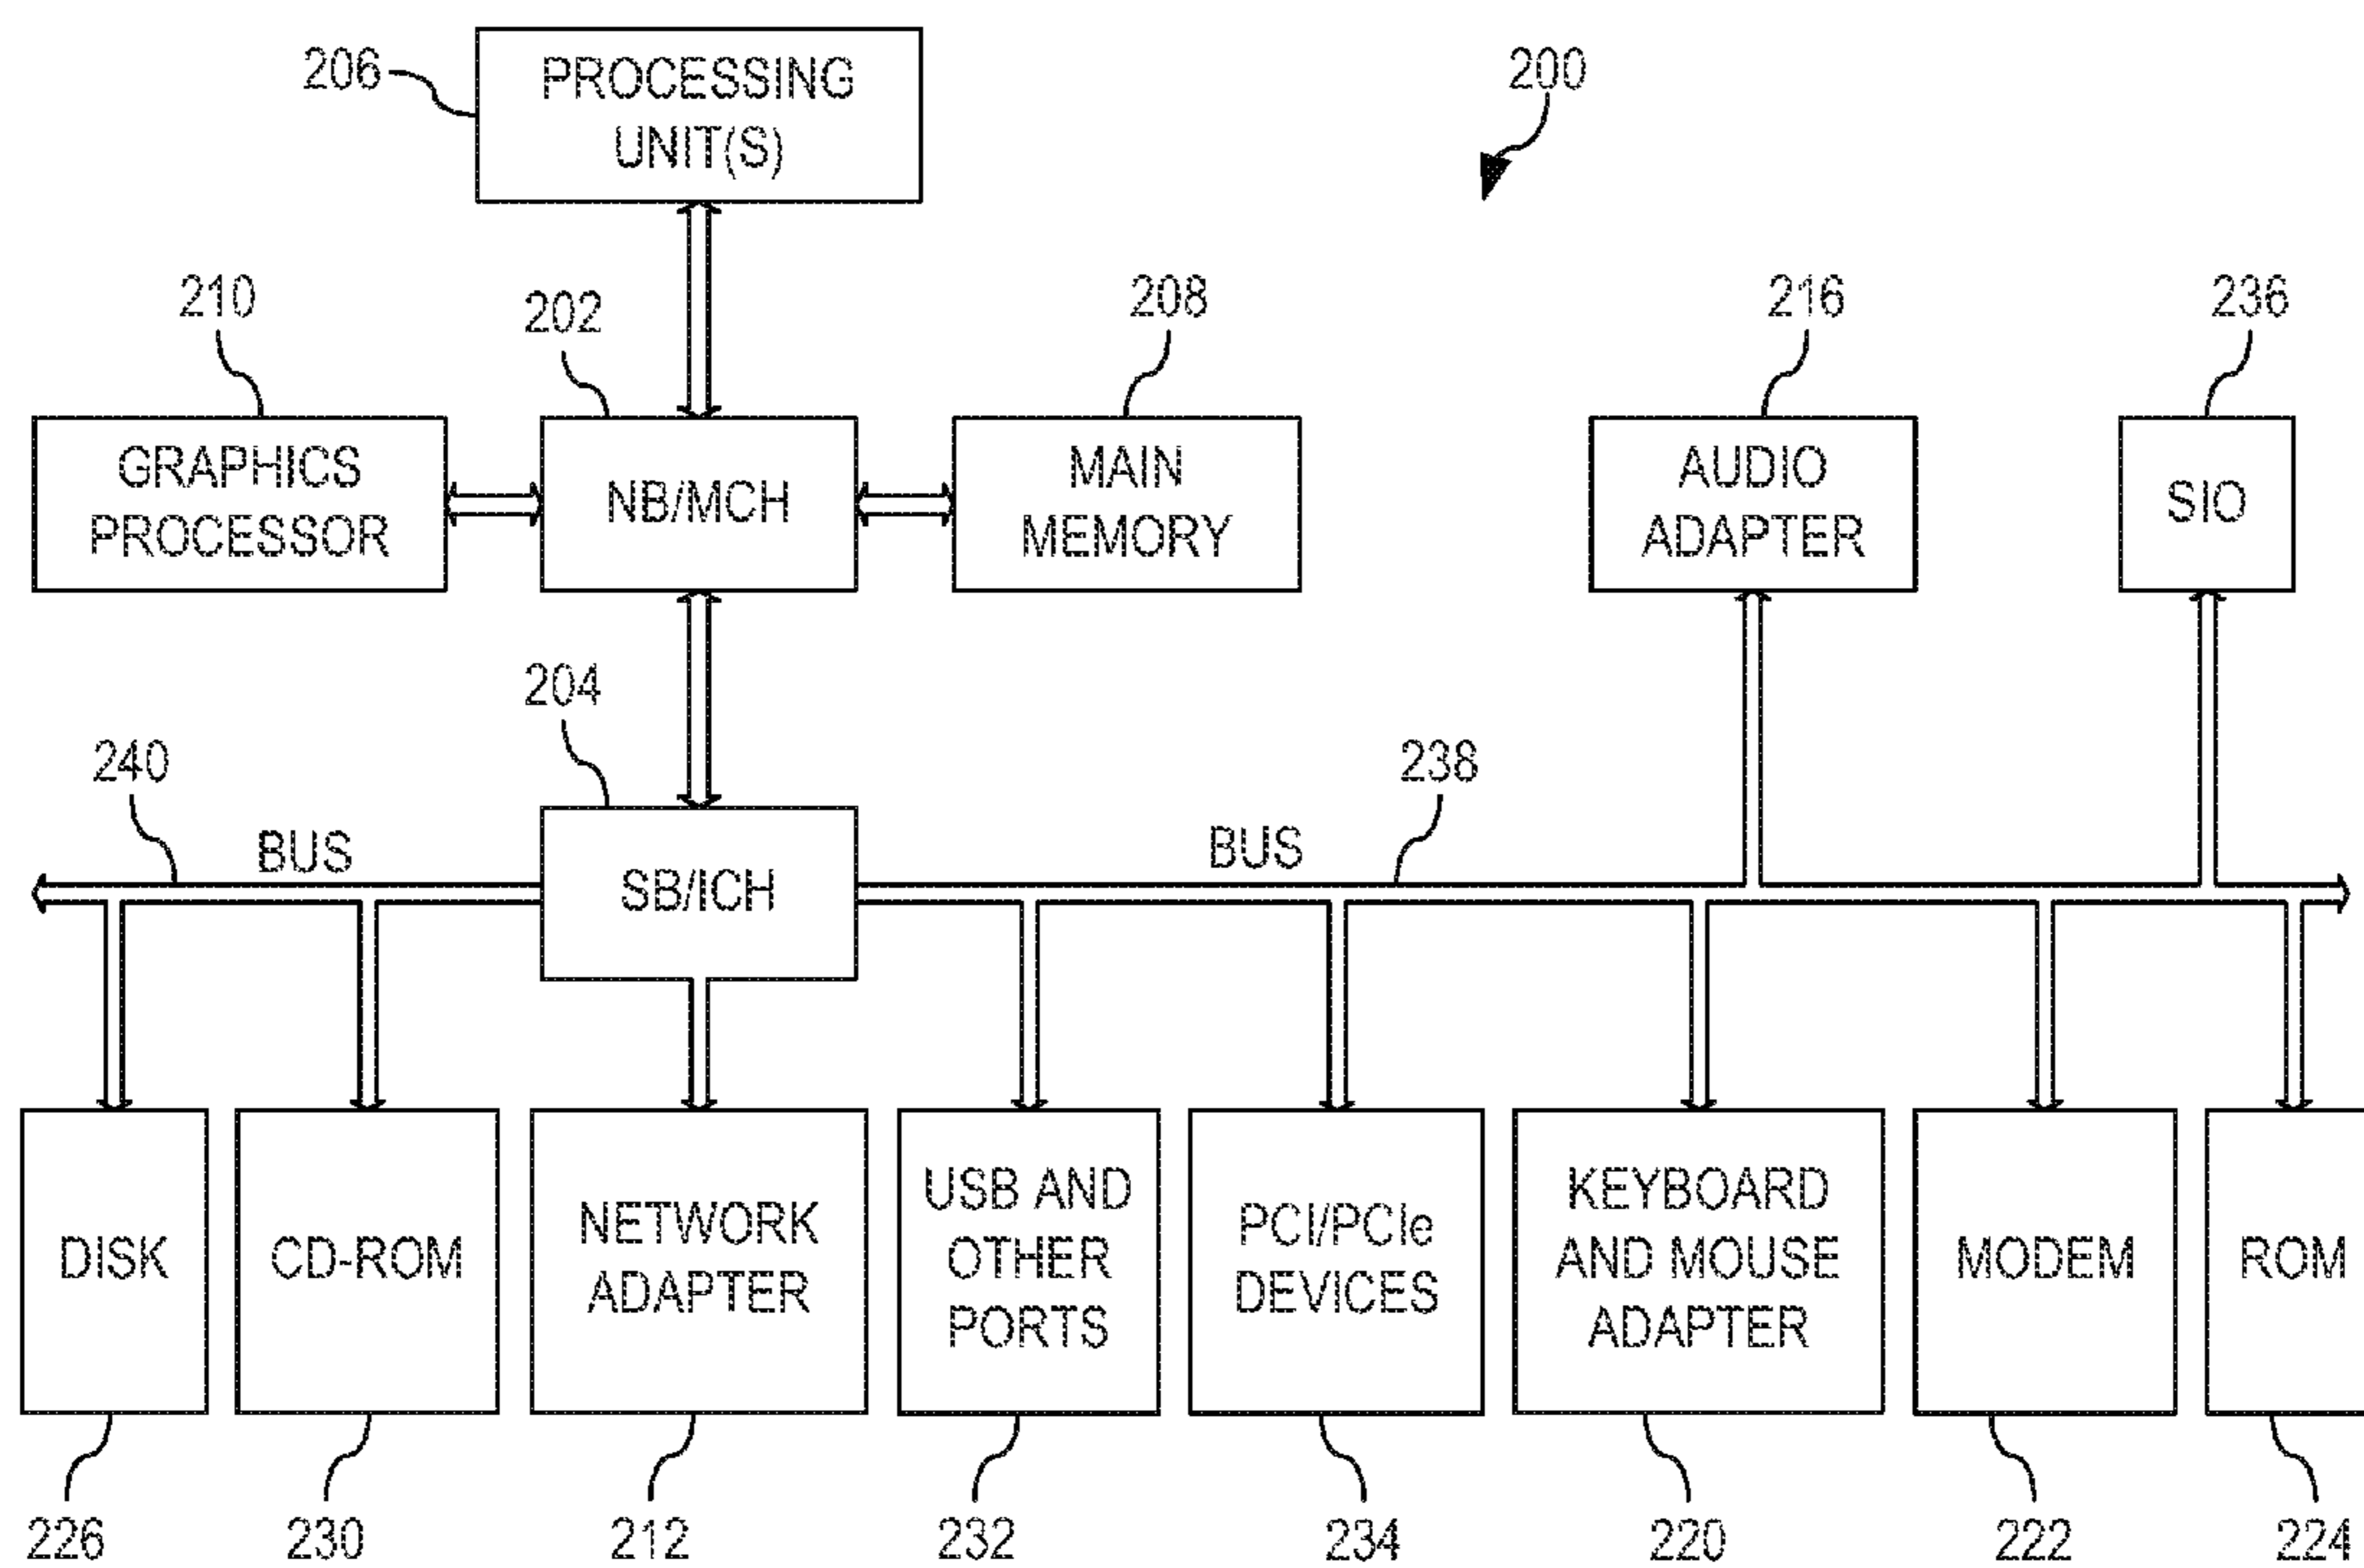 206
PROCESSING
UNIT(S)
200
210
202
208
216
236
GRAPHICS
PROCESSOR
NB/MCH
MAIN
MEMORY
AUDIO
ADAPTER
SIO
204
240
238
BUS
SB/ICH
BUS
DISK
CD-ROM
NETWORK
ADAPTER
USB AND
OTHER
PORTS
PCI/PCIe
DEVICES
KEYBOARD
AND MOUSE
ADAPTER
MODEM
ROM
226
230
212
232
234
220
222
224